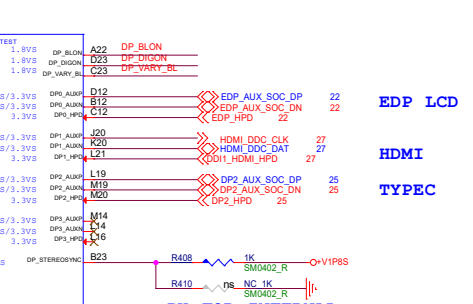 TEST
1.8VS DP_BLON A22 DP_BLON
1.8VS DP_DIGON D23 DP_DIGON
1.8VS DP_VARY_BL C23 DP_VARY_BL
S/3.3VS DP0_AUXP D12 EDP_AUX_SOC_DP 22
S/3.3VS DP0_AUXN B12 EDP_AUX_SOC_DN 22 EDP LCD
3.3VS DP0_HPD C12 EDP_HPD 22
S/3.3VS DP1_AUXP J20 HDMI_DDC_CLK 27
S/3.3VS DP1_AUXN K20 HDMI_DDC_DAT 27 HDMI
3.3VS DP1_HPD L21 DDI1_HDMI_HPD 27
S/3.3VS DP2_AUXP L19 DP2_AUX_SOC_DP 25
S/3.3VS DP2_AUXN M19 DP2_AUX_SOC_DN 25 TYPEC
3.3VS DP2_HPD M20 DP2_HPD 25
S/3.3VS DP3_AUXP M14
S/3.3VS DP3_AUXN L14
3.3VS DP3_HPD L16
S DP_STEREOSYNC B23 R408 1K +V1P8S
SM0402_R
R410 ns NC_1K
SM0402_R